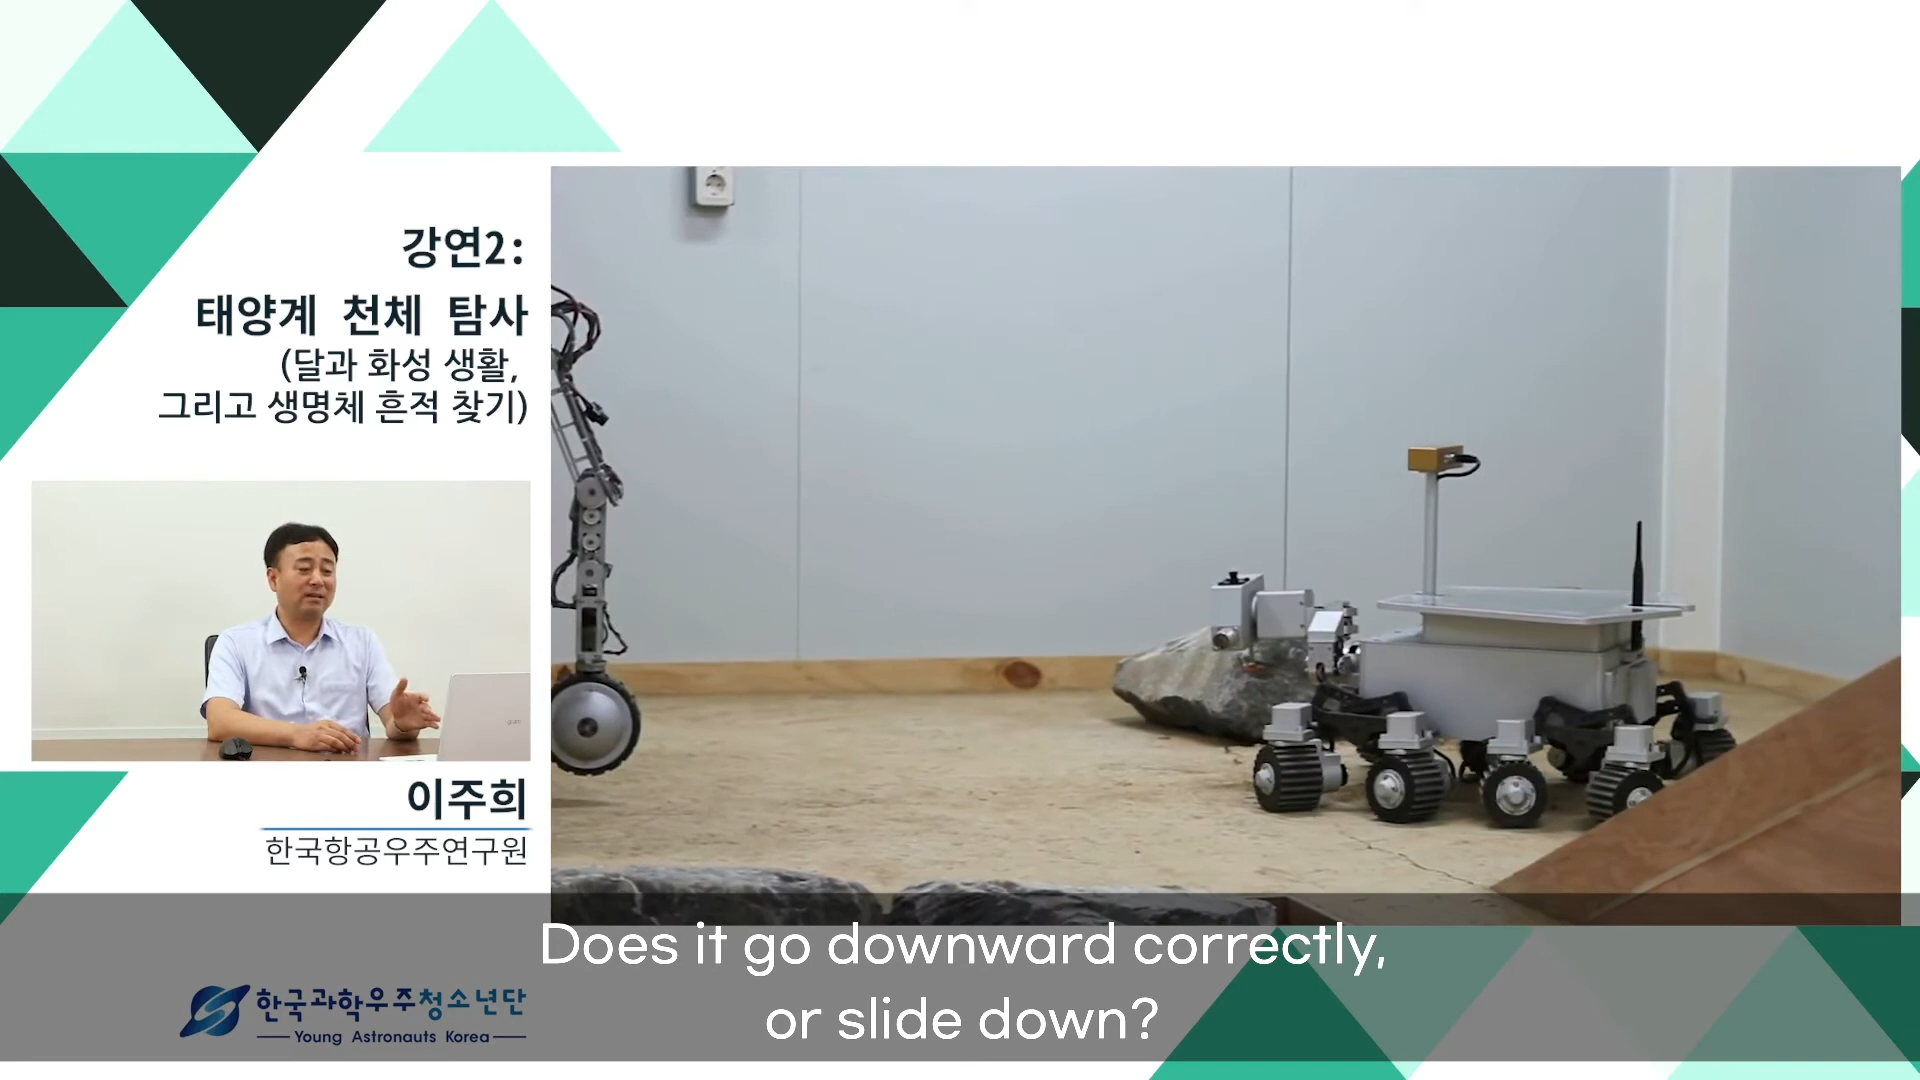 강연2:
태양계 천체 탐사
(달과 화성 생활,
그리고 생명체 흔적 찾기)
이주희
한국항공우주연구원
Does it go downward correctly,
or slide down?
한국과학우주청소년단
Young Astronauts Korea